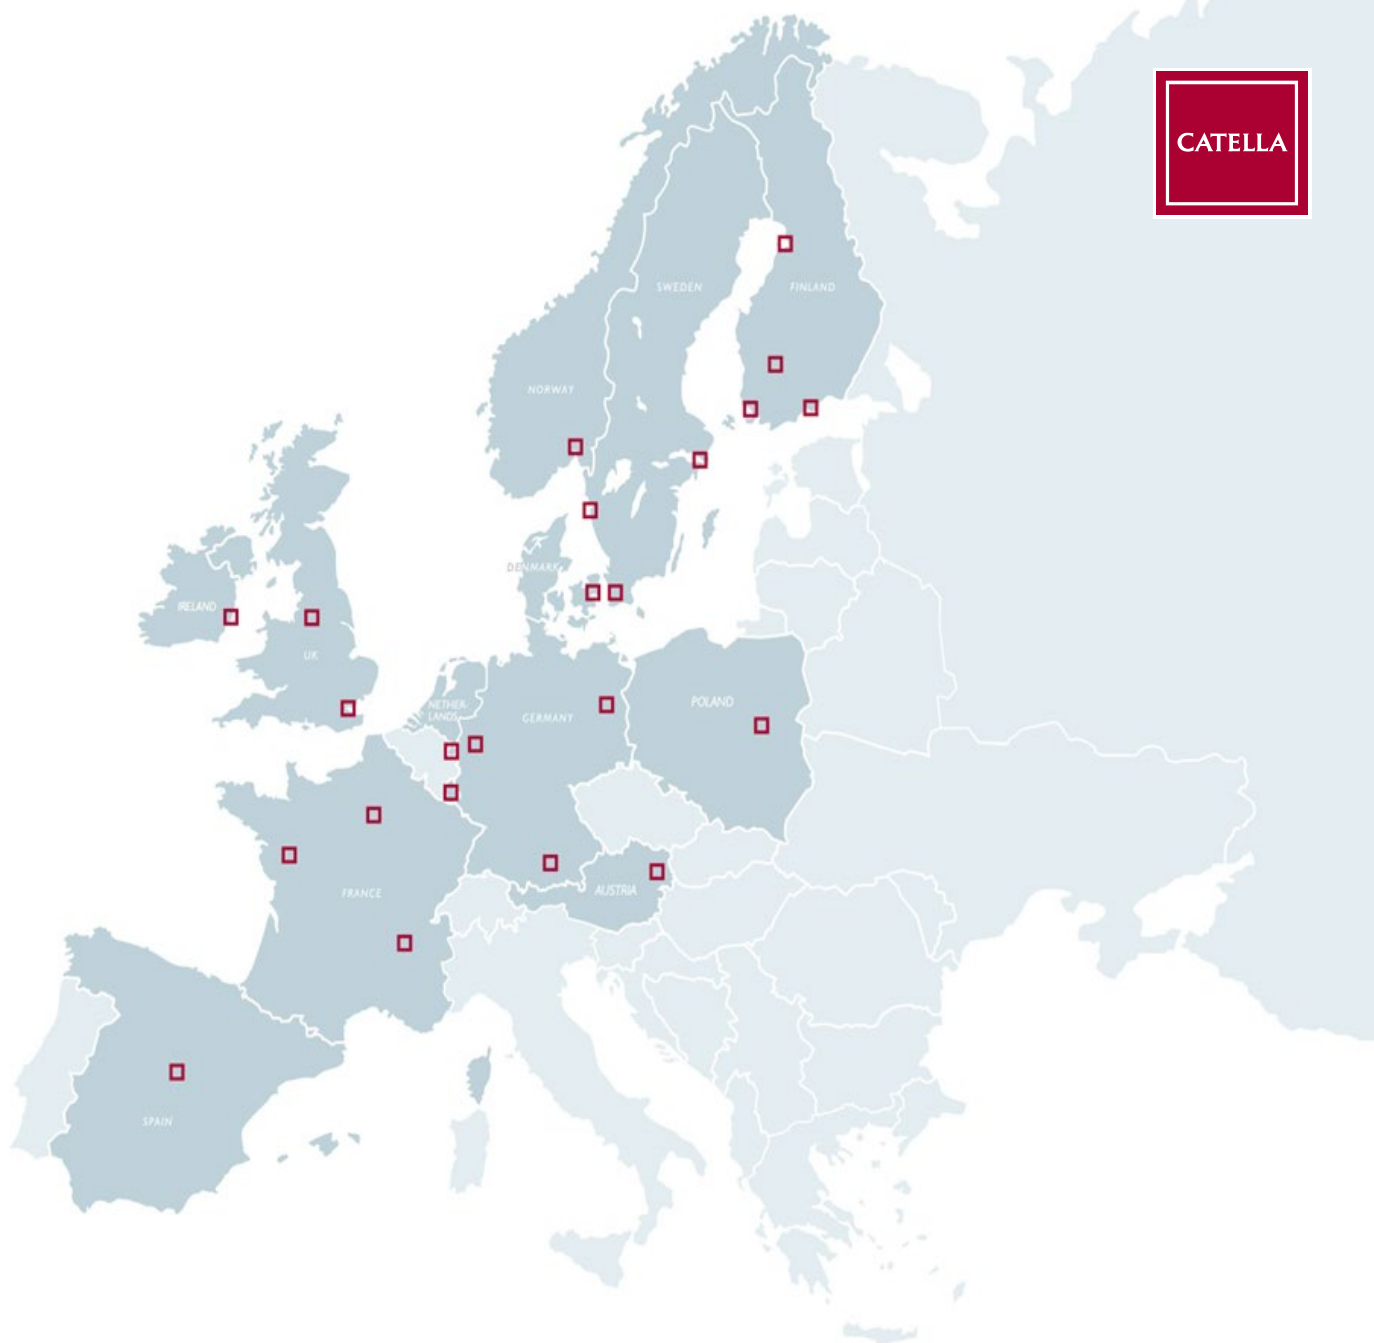 CATELLA
SWEDEN
FINLAND
NORWAY
DENMARK
IRELAND
UK
NETHER-
LANDS
GERMANY
POLAND
AUSTRIA
FRANCE
SPAIN